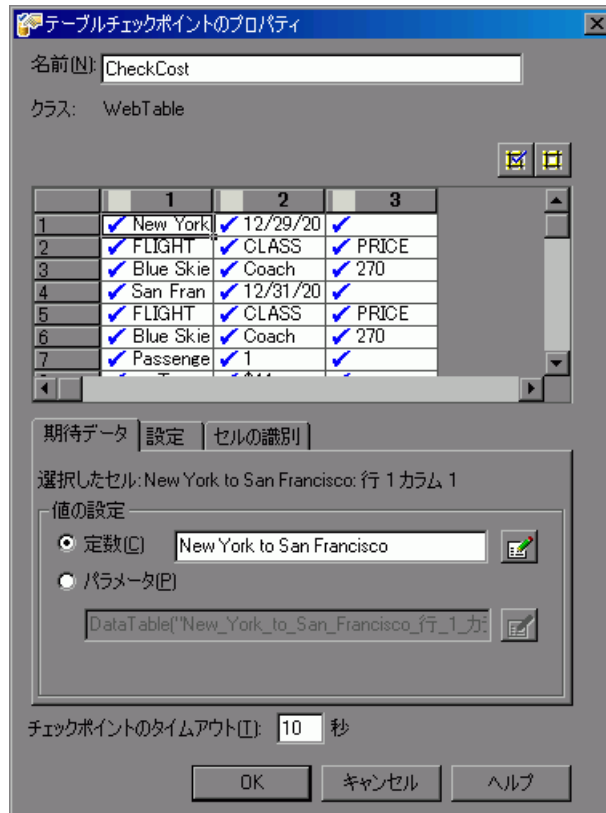 テーブルチェックポイントのプロパティ
名前(N): CheckCost
クラス: WebTable
1 2 3
1 New York 12/29/20
2 FLIGHT CLASS PRICE
3 Blue Skie Coach 270
4 San Fran 12/31/20
5 FLIGHT CLASS PRICE
6 Blue Skie Coach 270
7 Passenge 1
期待データ 設定 セルの識別
選択したセル:New York to San Francisco: 行 1 カラム 1
値の設定
定数(C) New York to San Francisco
パラメータ(P)
DataTable("New_York_to_San_Francisco_行_1_カ
チェックポイントのタイムアウト(T): 10 秒
OK キャンセル ヘルプ